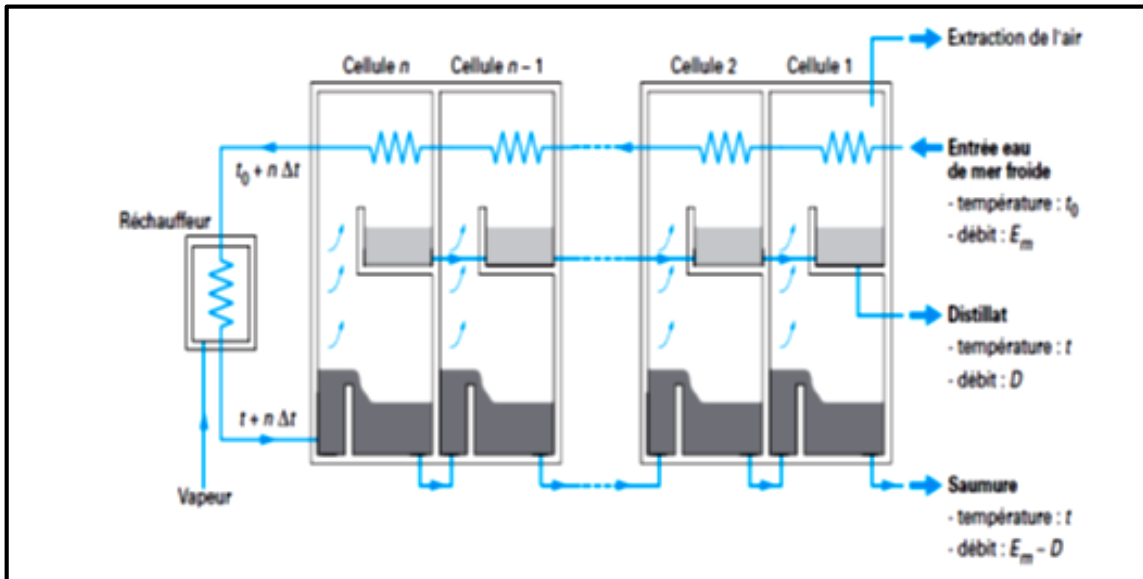 Cellule n
Cellule n – 1
Cellule 2
Cellule 1
Extraction de l'air
t₀ + n Δt
Entrée eau
de mer froide
- température : t₀
- débit : Eₘ
Réchauffeur
Distillat
- température : t
- débit : D
t + n Δt
Vapeur
Saumure
- température : t
- débit : Eₘ – D